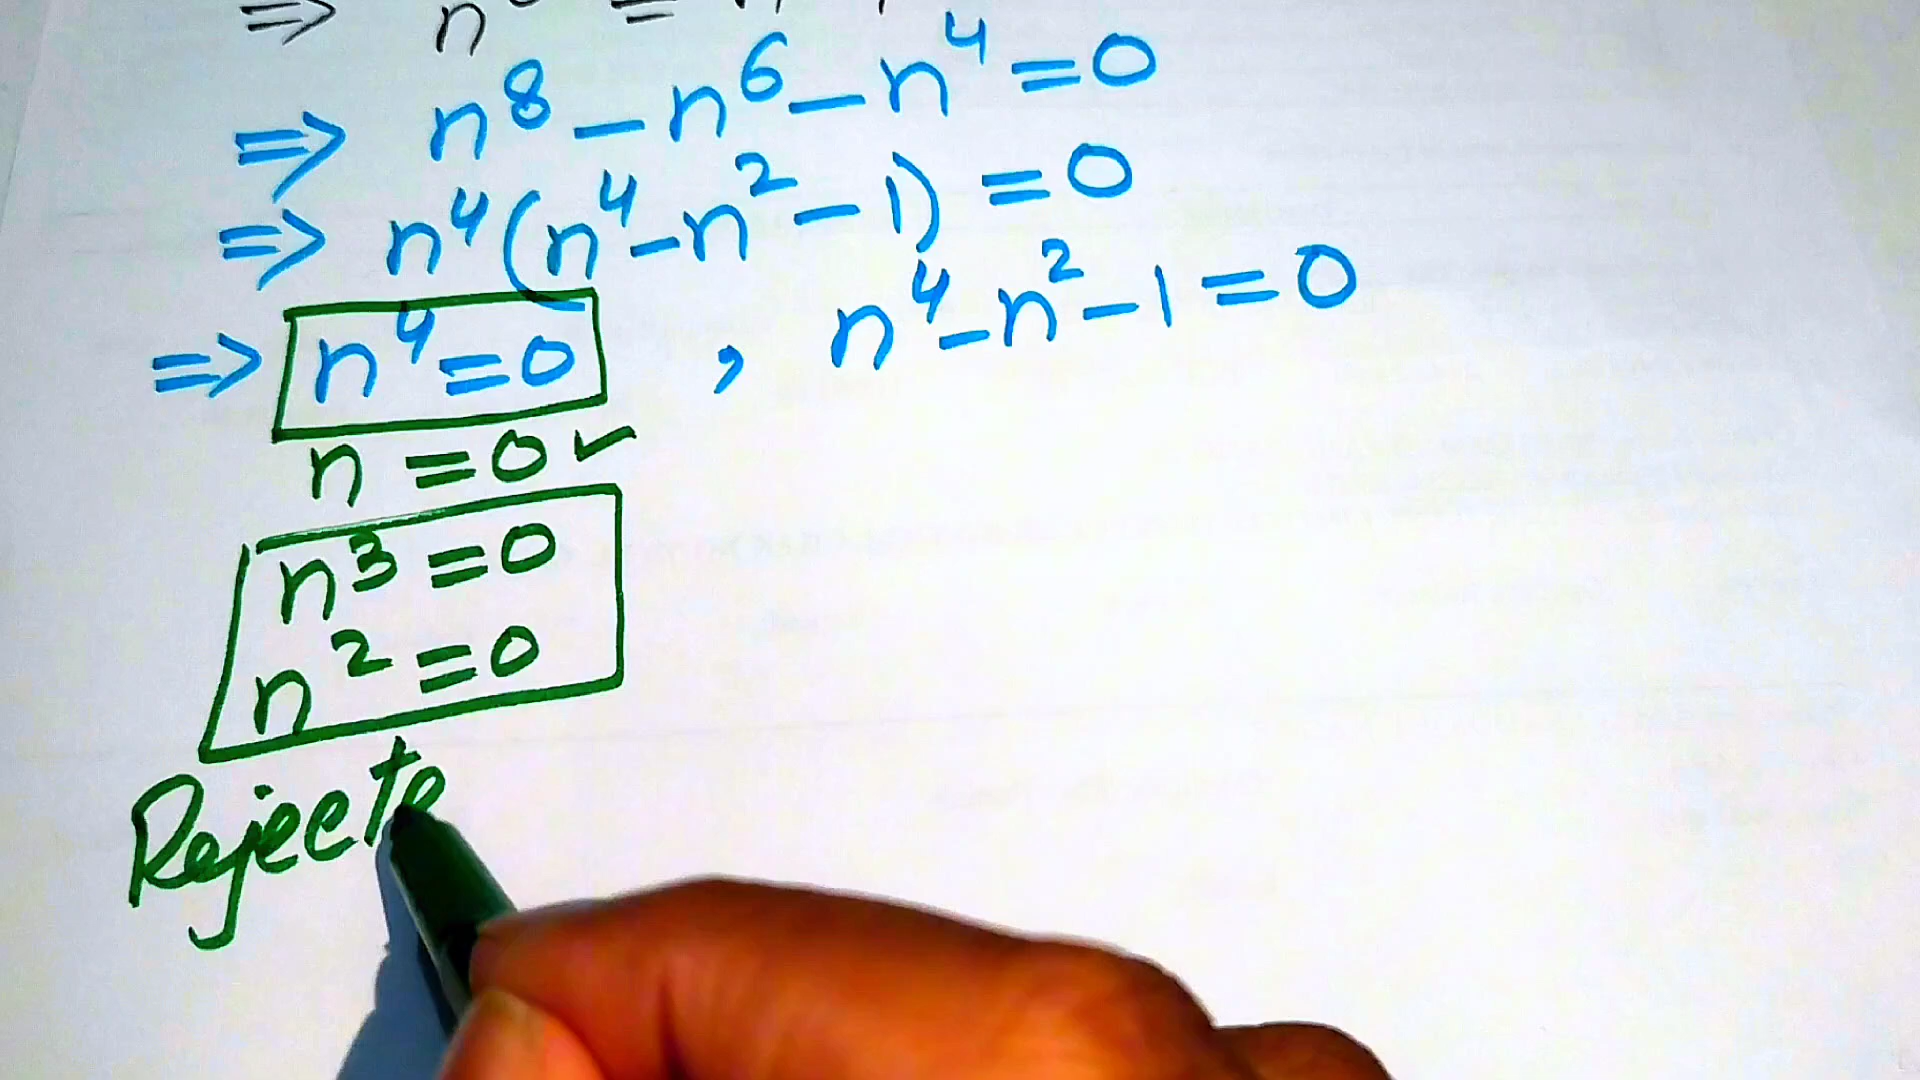 => n
=> n⁸ - n⁶ - n⁴ = 0
=> n⁴(n⁴ - n² - 1) = 0
=> n⁴ = 0 , n⁴ - n² - 1 = 0
n = 0 ✓
n³ = 0
n² = 0
Rejecte